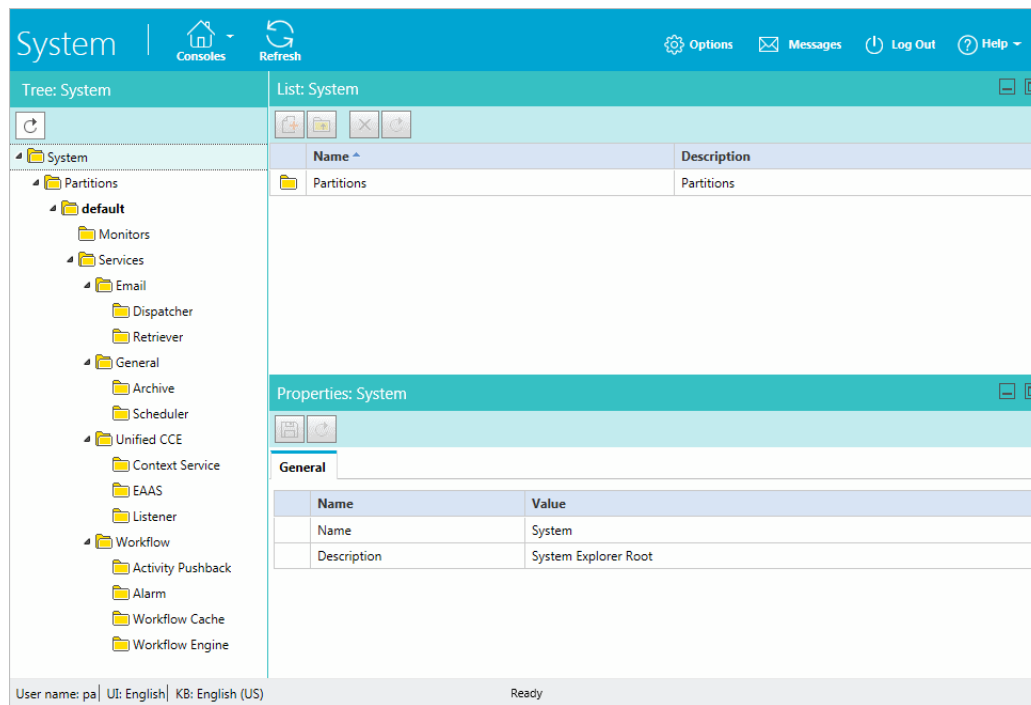 System
Consoles
Refresh
Options
Messages
Log Out
Help
Tree: System
System
Partitions
default
Monitors
Services
Email
Dispatcher
Retriever
General
Archive
Scheduler
Unified CCE
Context Service
EAAS
Listener
Workflow
Activity Pushback
Alarm
Workflow Cache
Workflow Engine
List: System
Name Description
Partitions Partitions
Properties: System
General
Name Value
Name System
Description System Explorer Root
User name: pa UI: English KB: English (US) Ready